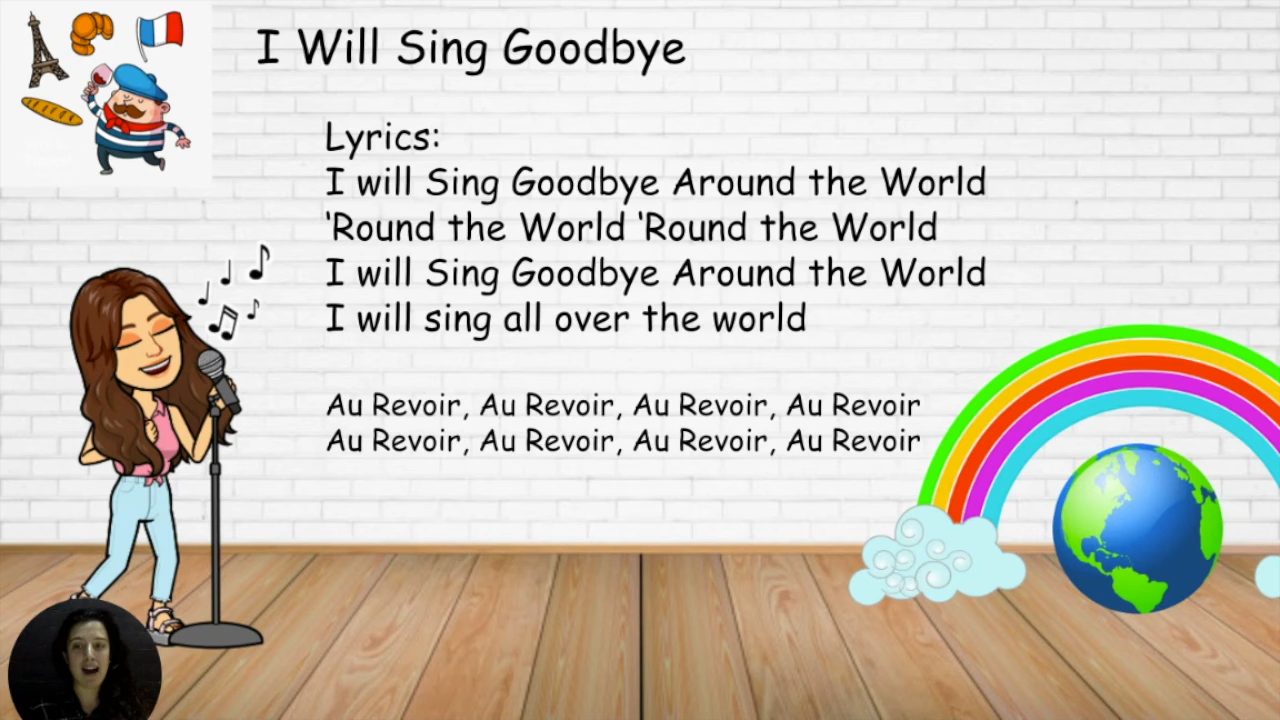 I Will Sing Goodbye
Lyrics:
I will Sing Goodbye Around the World
‘Round the World ‘Round the World
I will Sing Goodbye Around the World
I will sing all over the world
Au Revoir, Au Revoir, Au Revoir, Au Revoir
Au Revoir, Au Revoir, Au Revoir, Au Revoir